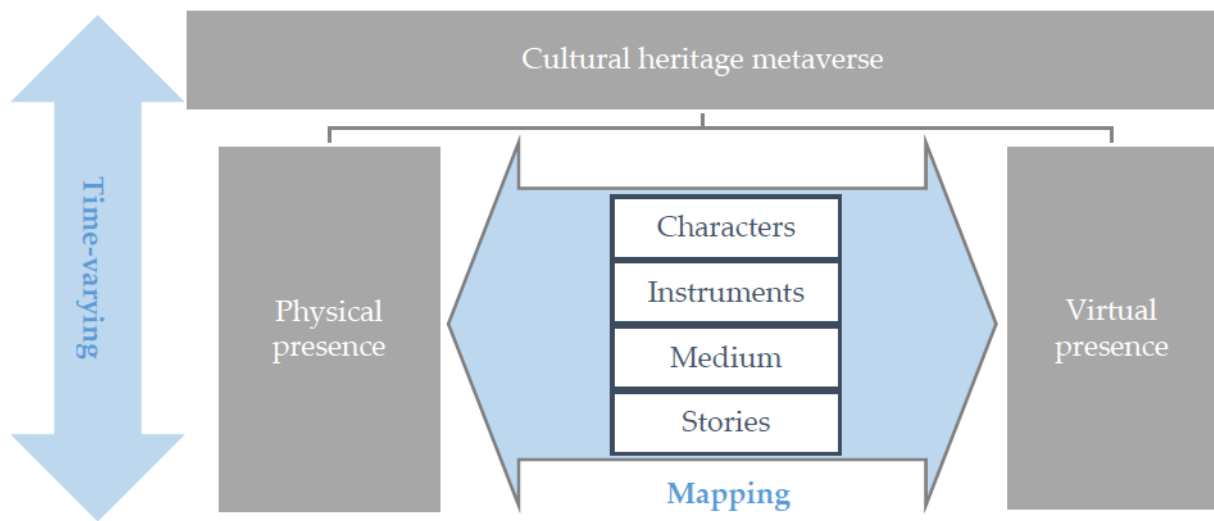 Cultural heritage metaverse
Time-varying
Physical
presence
Characters
Instruments
Medium
Stories
Mapping
Virtual
presence